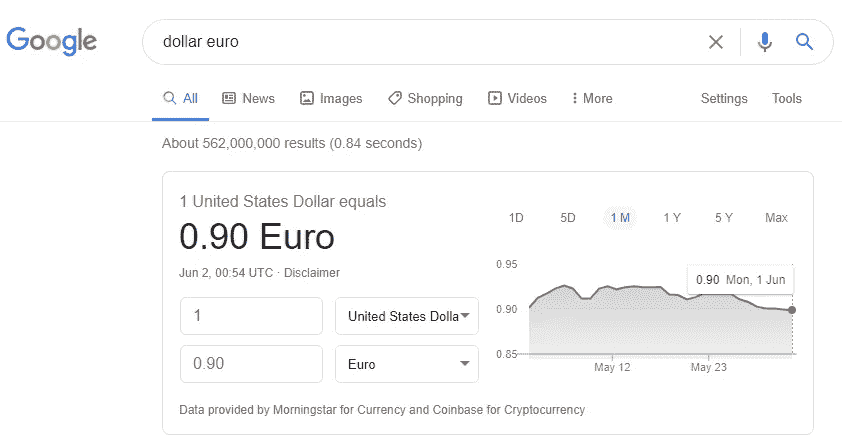 Google
dollar euro
All News Images Shopping Videos More Settings Tools
About 562,000,000 results (0.84 seconds)
1 United States Dollar equals
0.90 Euro
Jun 2, 00:54 UTC · Disclaimer
1 United States Dolla
0.90 Euro
1D 5D 1M 1Y 5Y Max
0.95
0.90 Mon, 1 Jun
0.90
0.85
May 12 May 23
Data provided by Morningstar for Currency and Coinbase for Cryptocurrency